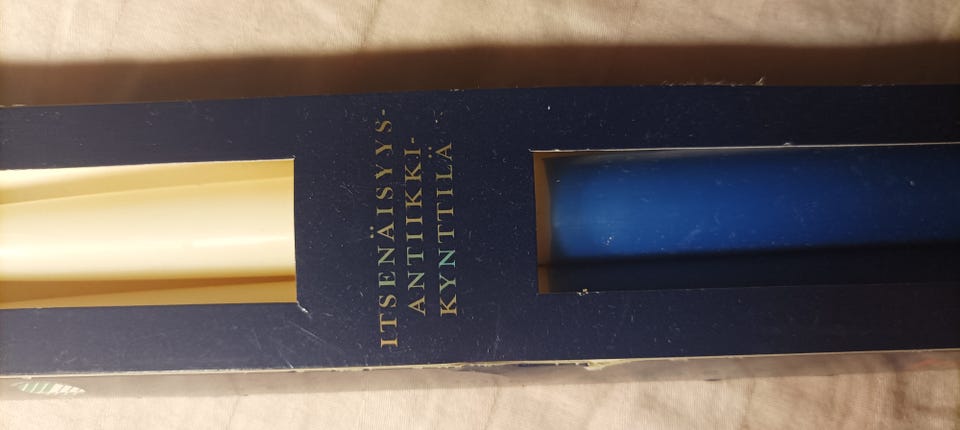 ITSENÄISYYS-
ANTIIKKI-
KYNTTILÄ